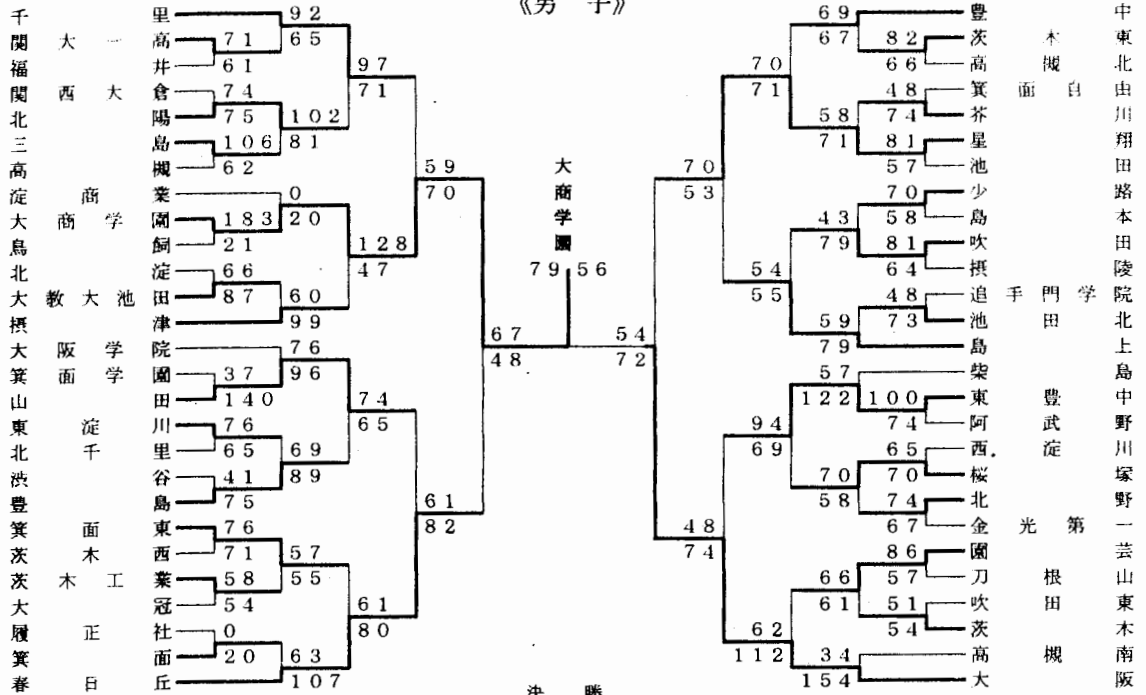 《男子》
千里 92
関大一高 71 65
福井 61 97
関西大倉 74 71
北陽 75 102
三島 106 81
高槻 62 59
淀商業 0 70
大商学園 183 20
鳥飼 21 128
北淀 66 47
大教大池田 87 60
摂津 99 67
大阪学院 76 48
箕面学園 37 96
山田 140 74
東淀川 76 65
北千里 65 69
渋谷 41 89
豊島 75 61
箕面東 76 82
茨木西 71 57
茨木工業 58 55
大冠 54 61
履正社 0 80
箕面 20 63
春日丘 107
大商学園
79 56
69 豊中
67 82 茨木東
70 66 高槻北
71 48 箕面自由
58 74 芥川
71 81 星翔
70 57 池田
53 70 少路
43 58 島本
79 81 吹田
54 64 摂陵
55 48 追手門学院
59 73 池田北
54 79 島上
72 57 柴島
122 100 東豊中
94 74 阿武野
69 65 西淀川
70 70 桜塚
58 74 北野
48 67 金光第一
74 86 園芸
66 57 刀根山
61 51 吹田東
62 54 茨木
112 34 高槻南
154 大阪
決勝